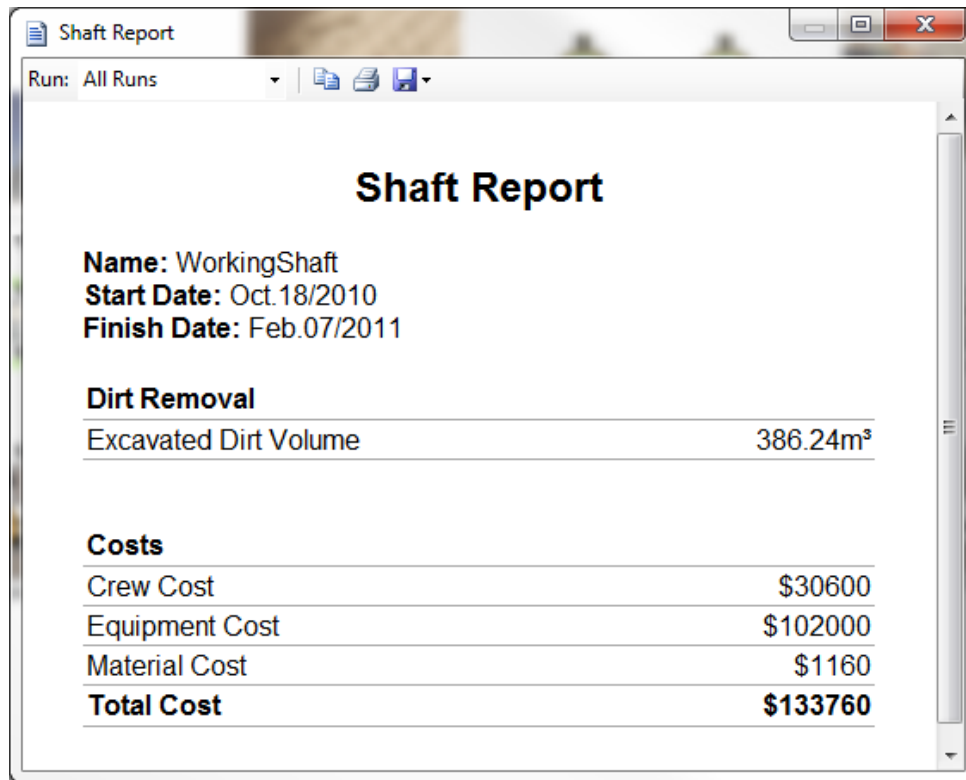 Shaft Report
Run: All Runs
Shaft Report
Name: WorkingShaft
Start Date: Oct.18/2010
Finish Date: Feb.07/2011
Dirt Removal
Excavated Dirt Volume 386.24m³
Costs
Crew Cost $30600
Equipment Cost $102000
Material Cost $1160
Total Cost $133760